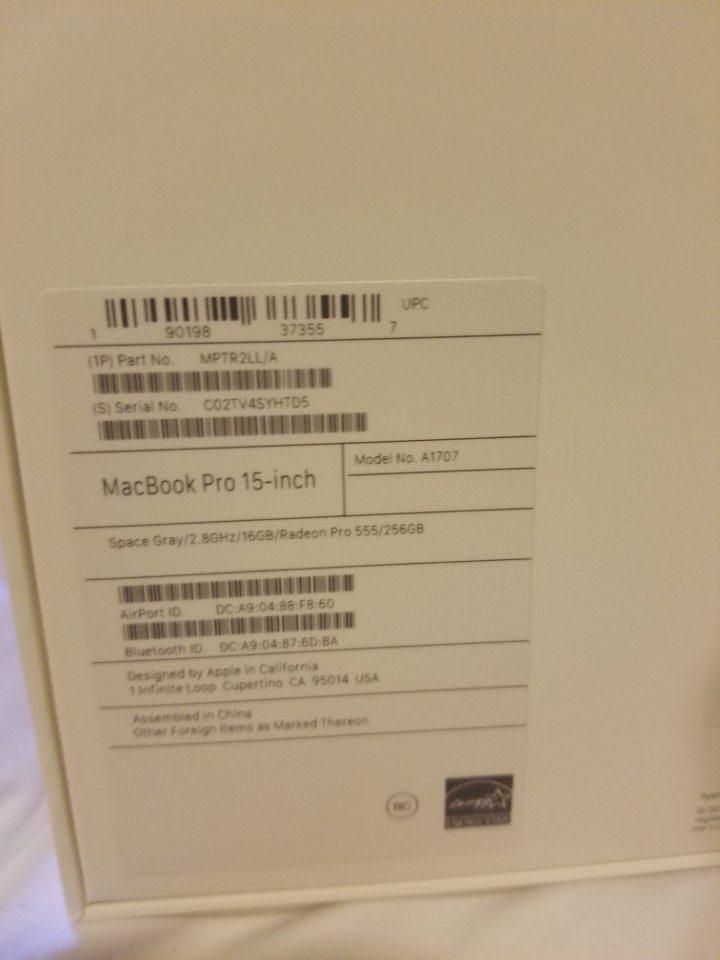 UPC
1 90198 37355 7
(1P) Part No. MPTR2LL/A
(S) Serial No. C02TV4SYHTD5
MacBook Pro 15-inch
Model No. A1707
Space Gray/2.8GHz/16GB/Radeon Pro 555/256GB
AirPort ID. DC:A9:04:88:F8:60
Bluetooth ID. DC:A9:04:87:6D:BA
Designed by Apple in California
1 Infinite Loop Cupertino CA 95014 USA
Assembled in China
Other Foreign Items as Marked Thereon
BG
ENERGY STAR